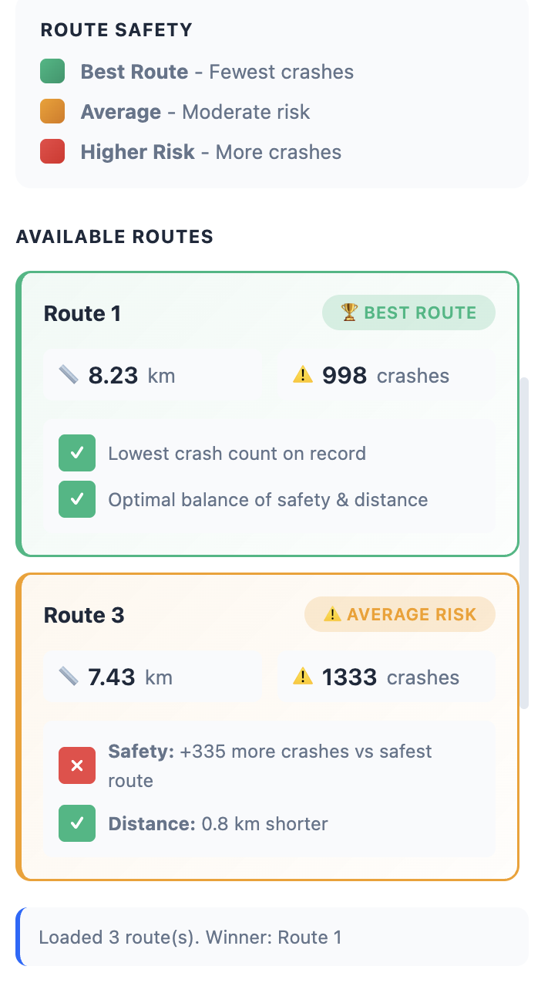 ROUTE SAFETY
Best Route - Fewest crashes
Average - Moderate risk
Higher Risk - More crashes
AVAILABLE ROUTES
Route 1
🏆 BEST ROUTE
📏 8.23 km
⚠️ 998 crashes
✓ Lowest crash count on record
✓ Optimal balance of safety & distance
Route 3
⚠️ AVERAGE RISK
📏 7.43 km
⚠️ 1333 crashes
✕ Safety: +335 more crashes vs safest
route
✓ Distance: 0.8 km shorter
Loaded 3 route(s). Winner: Route 1